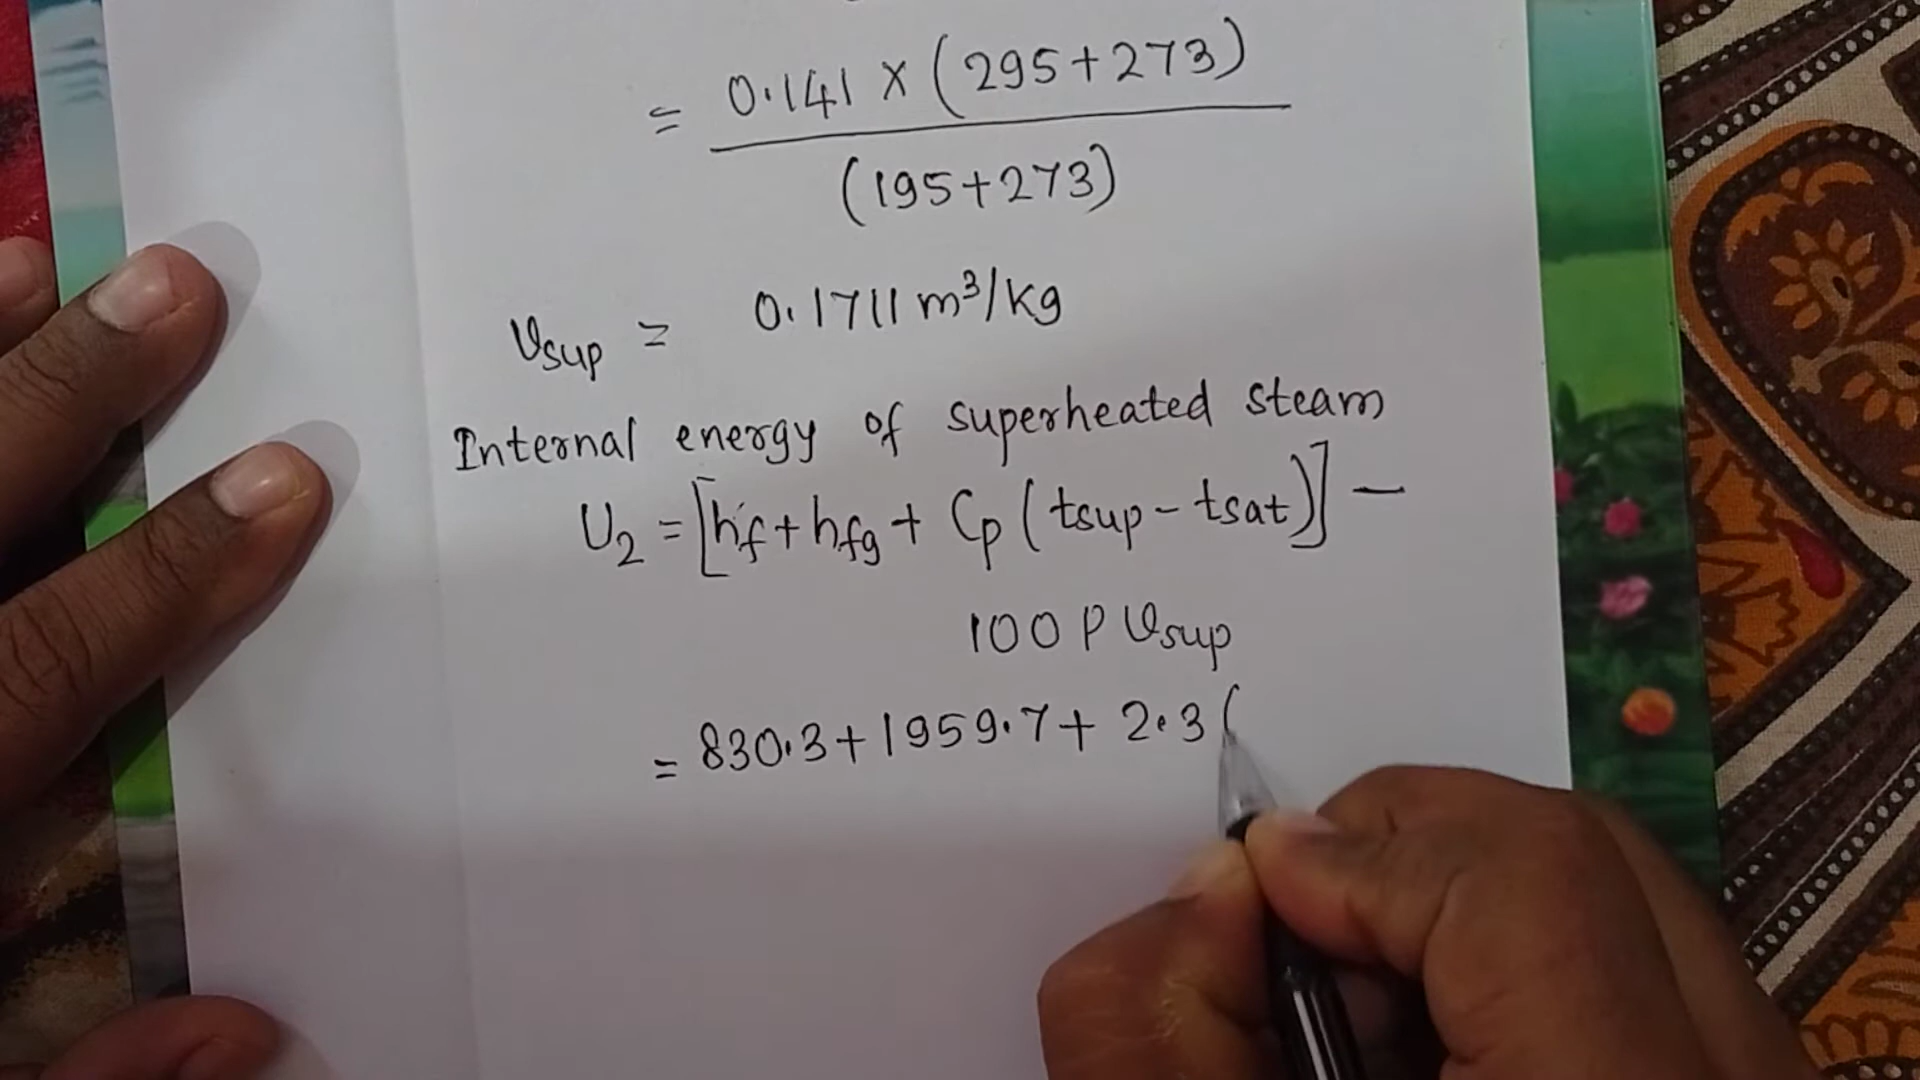 = 0.141 × (295+273)
(195+273)
Vsup = 0.1711 m³/kg
Internal energy of superheated steam
U₂ = [hf + hfg + Cp (tsup - tsat)] -
100 P Vsup
= 830.3 + 1959.7 + 2.3 (